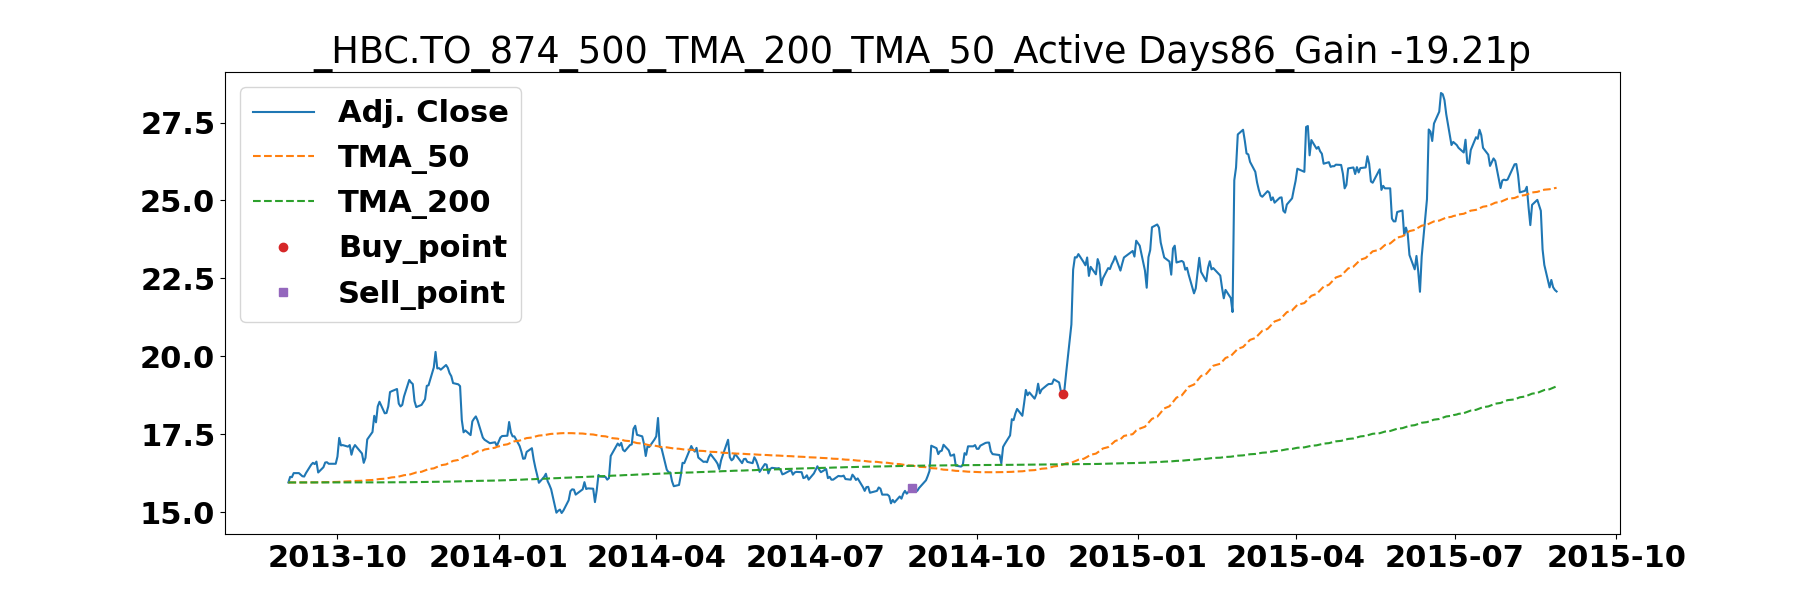 _HBC.TO_874_500_TMA_200_TMA_50_Active Days86_Gain -19.21p
Adj. Close
TMA_50
TMA_200
Buy_point
Sell_point
27.5
25.0
22.5
20.0
17.5
15.0
2013-10 2014-01 2014-04 2014-07 2014-10 2015-01 2015-04 2015-07 2015-10